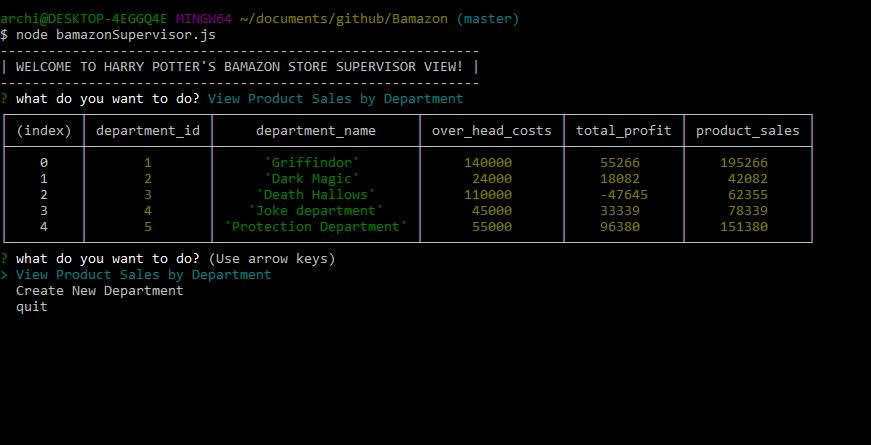 archi@DESKTOP-4EGGQ4E MINGW64 ~/documents/github/Bamazon (master)
$ node bamazonSupervisor.js
------------------------------------------------------------
| WELCOME TO HARRY POTTER'S BAMAZON STORE SUPERVISOR VIEW! |
------------------------------------------------------------
? what do you want to do? View Product Sales by Department
(index) department_id department_name over_head_costs total_profit product_sales
0 1 'Griffindor' 140000 55266 195266
1 2 'Dark Magic' 24000 18082 42082
2 3 'Death Hallows' 110000 -47645 62355
3 4 'Joke department' 45000 33339 78339
4 5 'Protection Department' 55000 96380 151380
? what do you want to do? (Use arrow keys)
> View Product Sales by Department
Create New Department
quit